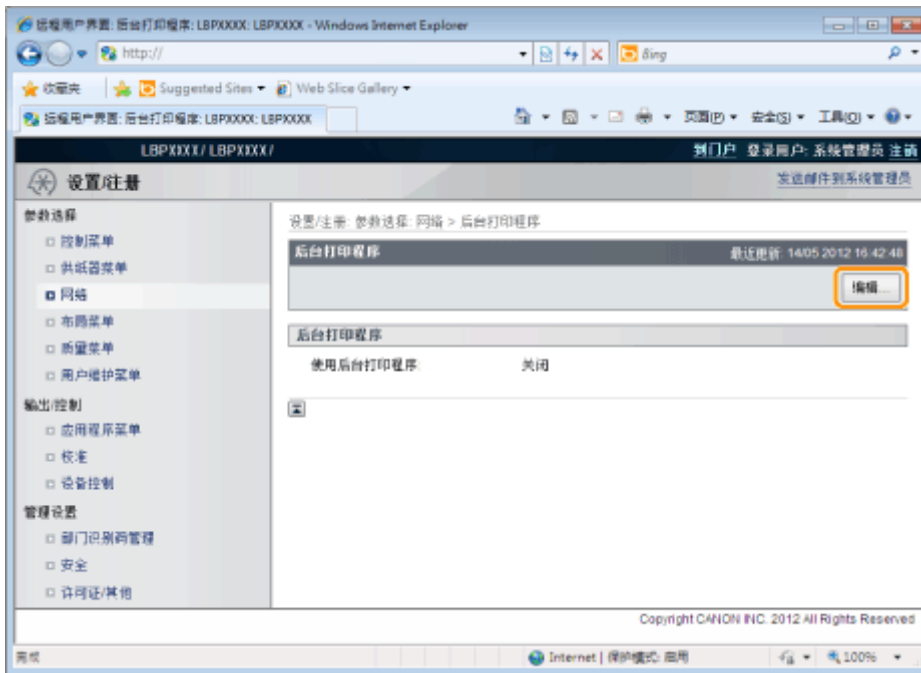 远程用户界面: 后台打印程序: LBPXXXX: LBPXXXX - Windows Internet Explorer
http://
Bing
收藏夹 Suggested Sites Web Slice Gallery
远程用户界面: 后台打印程序: LBPXXXX: LBPXXXX 页面(P) 安全(S) 工具(O)
LBPXXXX/ LBPXXXX/ 到门户 登录用户: 系统管理员 注销
设置/注册 发送邮件到系统管理员
参数选择
控制菜单
供纸器菜单
网络
布局菜单
质量菜单
用户维护菜单
输出/控制
应用程序菜单
校准
设备控制
管理设置
部门识别码管理
安全
许可证/其他
设置/注册: 参数选择: 网络 > 后台打印程序
后台打印程序 最近更新: 14/05 2012 16:42:48
编辑...
后台打印程序
使用后台打印程序: 关闭
Copyright CANON INC. 2012 All Rights Reserved
完成 Internet | 保护模式: 启用 100%